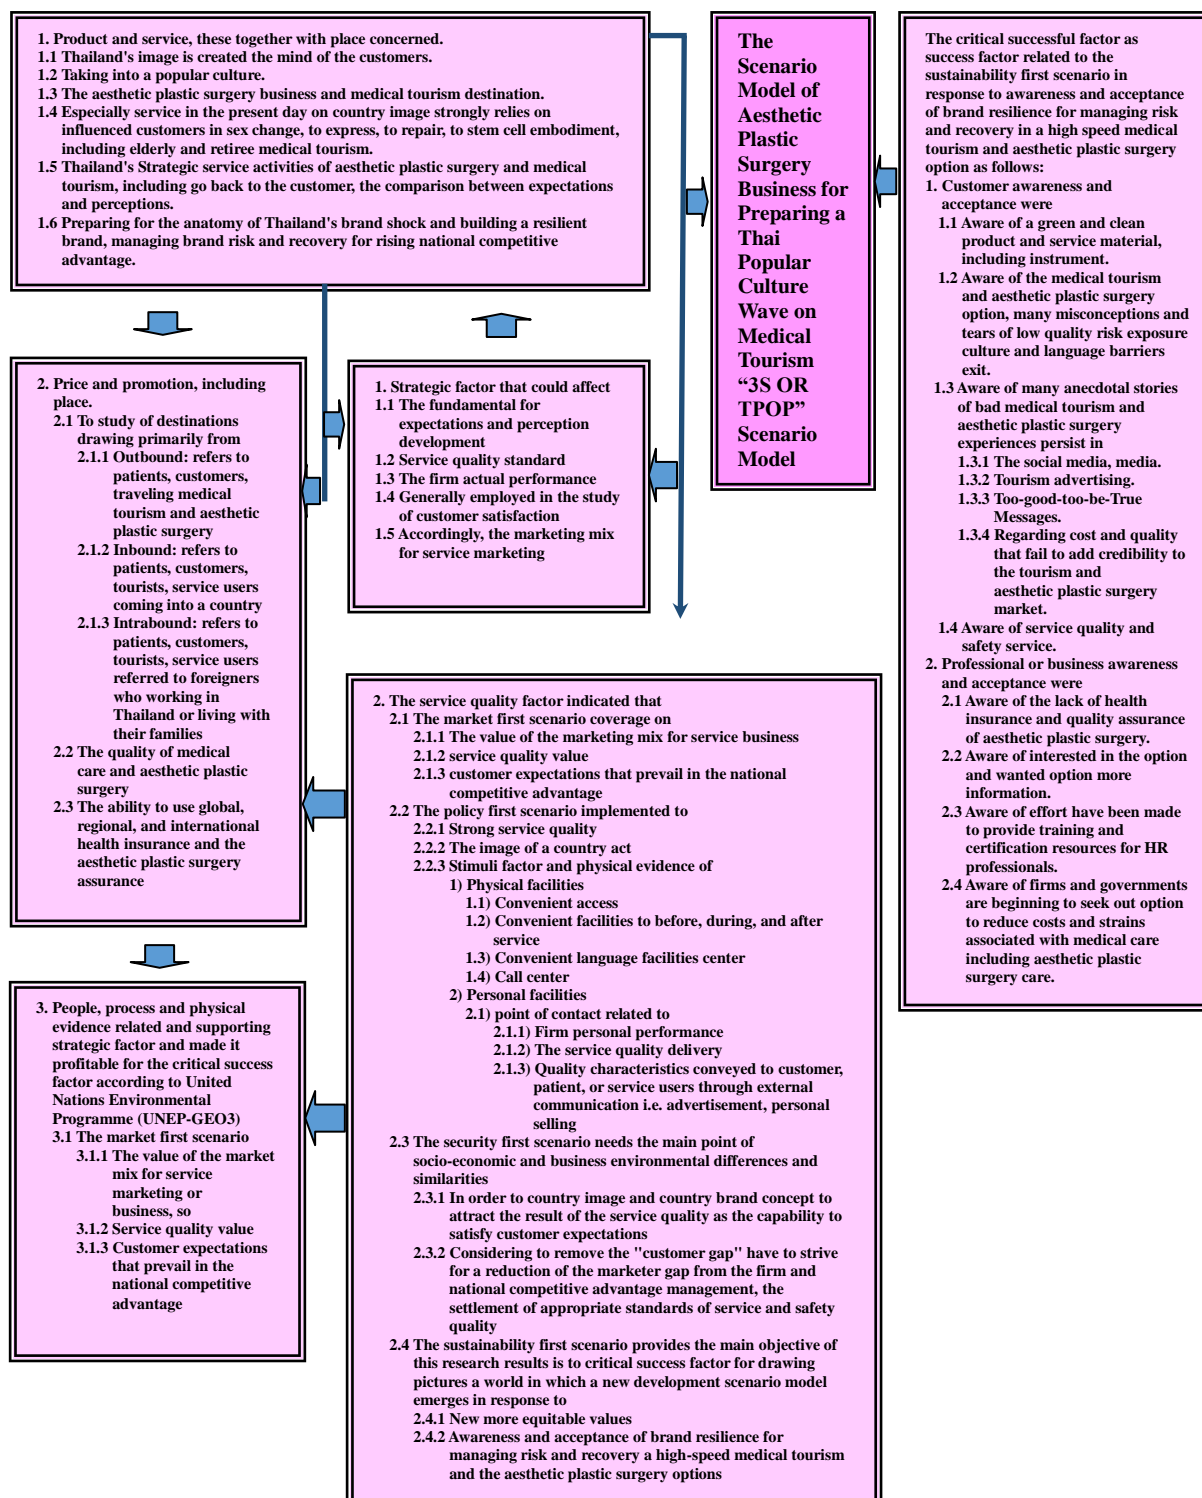 1. Product and service, these together with place concerned.
1.1 Thailand's image is created the mind of the customers.
1.2 Taking into a popular culture.
1.3 The aesthetic plastic surgery business and medical tourism destination.
1.4 Especially service in the present day on country image strongly relies on
influenced customers in sex change, to express, to repair, to stem cell embodiment,
including elderly and retiree medical tourism.
1.5 Thailand's Strategic service activities of aesthetic plastic surgery and medical
tourism, including go back to the customer, the comparison between expectations
and perceptions.
1.6 Preparing for the anatomy of Thailand's brand shock and building a resilient
brand, managing brand risk and recovery for rising national competitive
advantage.
The
Scenario
Model of
Aesthetic
Plastic
Surgery
Business for
Preparing a
Thai
Popular
Culture
Wave on
Medical
Tourism
“3S OR
TPOP”
Scenario
Model
The critical successful factor as
success factor related to the
sustainability first scenario in
response to awareness and acceptance
of brand resilience for managing risk
and recovery in a high speed medical
tourism and aesthetic plastic surgery
option as follows:
1. Customer awareness and
acceptance were
1.1 Aware of a green and clean
product and service material,
including instrument.
1.2 Aware of the medical tourism
and aesthetic plastic surgery
option, many misconceptions and
tears of low quality risk exposure
culture and language barriers
exit.
1.3 Aware of many anecdotal stories
of bad medical tourism and
aesthetic plastic surgery
experiences persist in
1.3.1 The social media, media.
1.3.2 Tourism advertising.
1.3.3 Too-good-too-be-True
Messages.
1.3.4 Regarding cost and quality
that fail to add credibility to
the tourism and
aesthetic plastic surgery
market.
1.4 Aware of service quality and
safety service.
2. Professional or business awareness
and acceptance were
2.1 Aware of the lack of health
insurance and quality assurance
of aesthetic plastic surgery.
2.2 Aware of interested in the option
and wanted option more
information.
2.3 Aware of effort have been made
to provide training and
certification resources for HR
professionals.
2.4 Aware of firms and governments
are beginning to seek out option
to reduce costs and strains
associated with medical care
including aesthetic plastic
surgery care.
2. Price and promotion, including
place.
2.1 To study of destinations
drawing primarily from
2.1.1 Outbound: refers to
patients, customers,
traveling medical
tourism and aesthetic
plastic surgery
2.1.2 Inbound: refers to
patients, customers,
tourists, service users
coming into a country
2.1.3 Intrabound: refers to
patients, customers,
tourists, service users
referred to foreigners
who working in
Thailand or living with
their families
2.2 The quality of medical
care and aesthetic plastic
surgery
2.3 The ability to use global,
regional, and international
health insurance and the
aesthetic plastic surgery
assurance
1. Strategic factor that could affect
1.1 The fundamental for
expectations and perception
development
1.2 Service quality standard
1.3 The firm actual performance
1.4 Generally employed in the study
of customer satisfaction
1.5 Accordingly, the marketing mix
for service marketing
3. People, process and physical
evidence related and supporting
strategic factor and made it
profitable for the critical success
factor according to United
Nations Environmental
Programme (UNEP-GEO3)
3.1 The market first scenario
3.1.1 The value of the market
mix for service
marketing or
business, so
3.1.2 Service quality value
3.1.3 Customer expectations
that prevail in the
national competitive
advantage
2. The service quality factor indicated that
2.1 The market first scenario coverage on
2.1.1 The value of the marketing mix for service business
2.1.2 service quality value
2.1.3 customer expectations that prevail in the national
competitive advantage
2.2 The policy first scenario implemented to
2.2.1 Strong service quality
2.2.2 The image of a country act
2.2.3 Stimuli factor and physical evidence of
1) Physical facilities
1.1) Convenient access
1.2) Convenient facilities to before, during, and after
service
1.3) Convenient language facilities center
1.4) Call center
2) Personal facilities
2.1) point of contact related to
2.1.1) Firm personal performance
2.1.2) The service quality delivery
2.1.3) Quality characteristics conveyed to customer,
patient, or service users through external
communication i.e. advertisement, personal
selling
2.3 The security first scenario needs the main point of
socio-economic and business environmental differences and
similarities
2.3.1 In order to country image and country brand concept to
attract the result of the service quality as the capability to
satisfy customer expectations
2.3.2 Considering to remove the "customer gap" have to strive
for a reduction of the marketer gap from the firm and
national competitive advantage management, the
settlement of appropriate standards of service and safety
quality
2.4 The sustainability first scenario provides the main objective of
this research results is to critical success factor for drawing
pictures a world in which a new development scenario model
emerges in response to
2.4.1 New more equitable values
2.4.2 Awareness and acceptance of brand resilience for
managing risk and recovery a high-speed medical tourism
and the aesthetic plastic surgery options